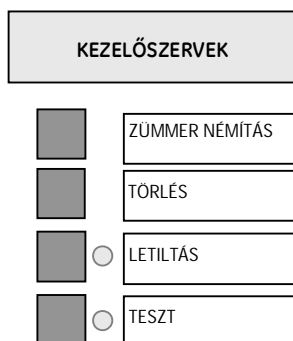 KEZELŐSZERVEK
ZÜMMER NÉMÍTÁS
TÖRLÉS
LETILTÁS
TESZT